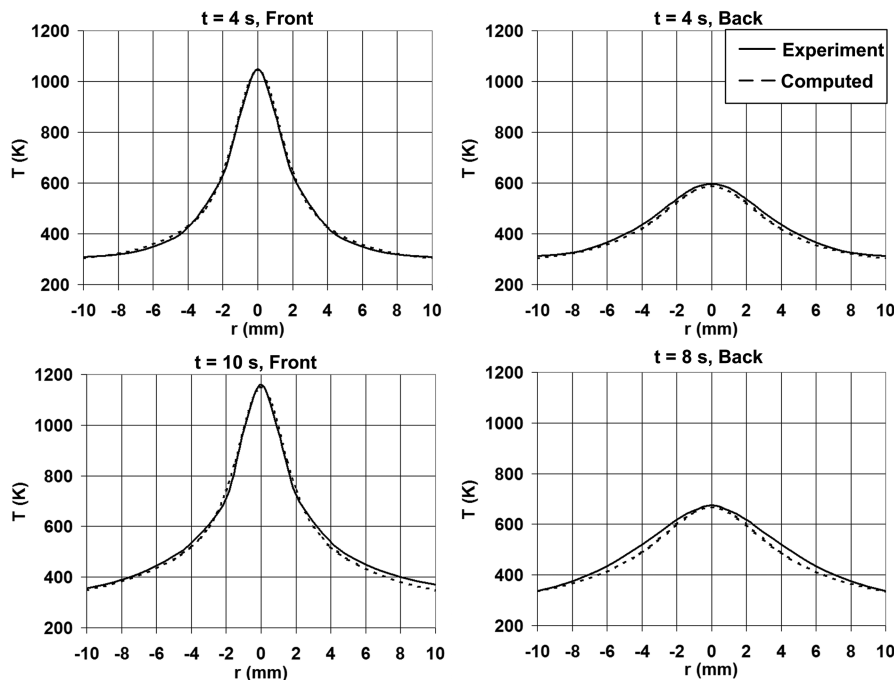 t = 4 s, Front
1200
1000
800
600
400
200
T (K)
-10 -8 -6 -4 -2 0 2 4 6 8 10
r (mm)
t = 4 s, Back
Experiment
Computed
1200
1000
800
600
400
200
T (K)
-10 -8 -6 -4 -2 0 2 4 6 8 10
r (mm)
t = 10 s, Front
1200
1000
800
600
400
200
T (K)
-10 -8 -6 -4 -2 0 2 4 6 8 10
r (mm)
t = 8 s, Back
1200
1000
800
600
400
200
T (K)
-10 -8 -6 -4 -2 0 2 4 6 8 10
r (mm)